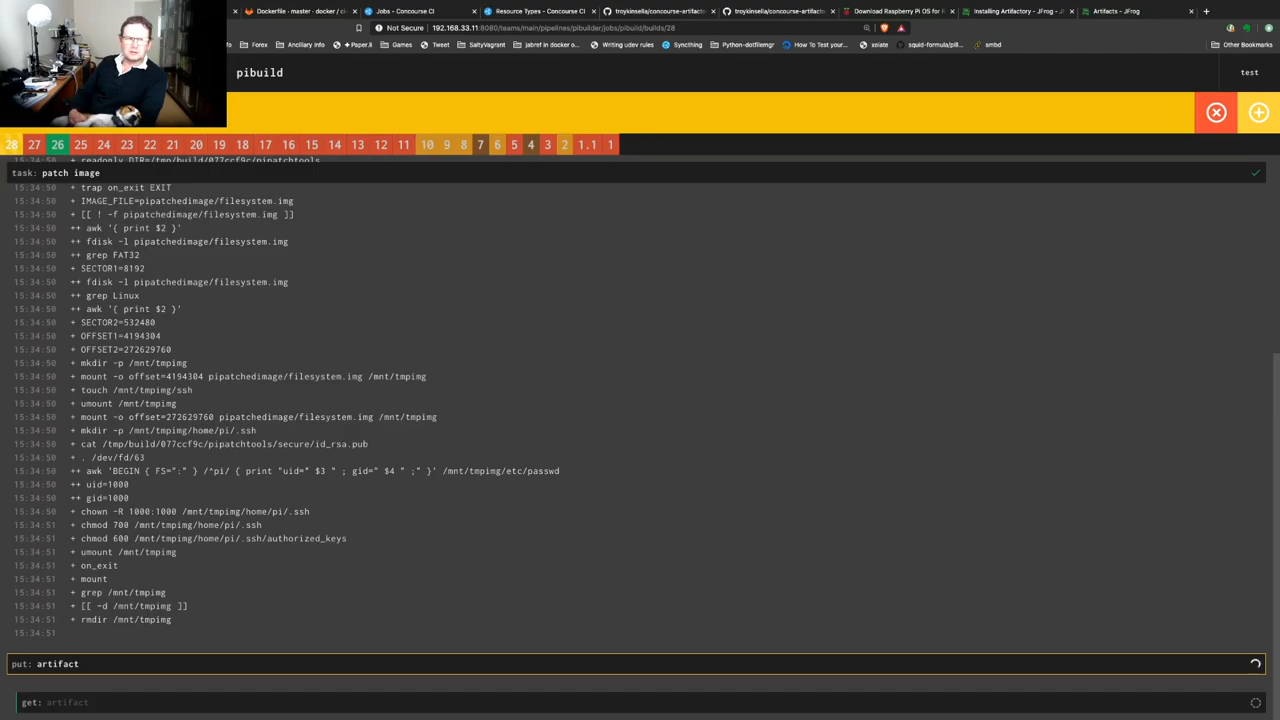 Dockerfile · master · docker / cl
Jobs - Concourse CI
Resource Types - Concourse CI
troykinsella/concourse-artifact
troykinsella/concourse-artifact
Download Raspberry Pi OS for R
Installing Artifactory - JFrog
Artifacts - JFrog
Not Secure 192.168.33.11:8080/teams/main/pipelines/pibuilder/jobs/pibuild/builds/28
Forex Ancillary Info +Paper.li Games Tweet SaltyVagrant jabref in docker o... Writing udev rules Syncthing Python-dotfilemgr How To Install your... xelate squid-formula/pill... smbd Other Bookmarks
pibuild
test
28 27 26 25 24 23 22 21 20 19 18 17 16 15 14 13 12 11 10 9 8 7 6 5 4 3 2 1.1 1
15:34:50 + readonly DIR=/tmp/build/077ccf9c/pipatchtools
task: patch image
15:34:50 + trap on_exit EXIT
15:34:50 + IMAGE_FILE=pipatchedimage/filesystem.img
15:34:50 + [[ ! -f pipatchedimage/filesystem.img ]]
15:34:50 ++ awk '{ print $2 }'
15:34:50 ++ fdisk -l pipatchedimage/filesystem.img
15:34:50 ++ grep FAT32
15:34:50 + SECTOR1=8192
15:34:50 ++ fdisk -l pipatchedimage/filesystem.img
15:34:50 ++ grep Linux
15:34:50 ++ awk '{ print $2 }'
15:34:50 + SECTOR2=532480
15:34:50 + OFFSET1=4194304
15:34:50 + OFFSET2=272629760
15:34:50 + mkdir -p /mnt/tmpimg
15:34:50 + mount -o offset=4194304 pipatchedimage/filesystem.img /mnt/tmpimg
15:34:50 + touch /mnt/tmpimg/ssh
15:34:50 + umount /mnt/tmpimg
15:34:50 + mount -o offset=272629760 pipatchedimage/filesystem.img /mnt/tmpimg
15:34:50 + mkdir -p /mnt/tmpimg/home/pi/.ssh
15:34:50 + cat /tmp/build/077ccf9c/pipatchtools/secure/id_rsa.pub
15:34:50 + . /dev/fd/63
15:34:50 ++ awk 'BEGIN { FS=":" } /^pi/ { print "uid=" $3 " ; gid=" $4 " ;" }' /mnt/tmpimg/etc/passwd
15:34:50 ++ uid=1000
15:34:50 ++ gid=1000
15:34:50 + chown -R 1000:1000 /mnt/tmpimg/home/pi/.ssh
15:34:51 + chmod 700 /mnt/tmpimg/home/pi/.ssh
15:34:51 + chmod 600 /mnt/tmpimg/home/pi/.ssh/authorized_keys
15:34:51 + umount /mnt/tmpimg
15:34:51 + on_exit
15:34:51 + mount
15:34:51 + grep /mnt/tmpimg
15:34:51 + [[ -d /mnt/tmpimg ]]
15:34:51 + rmdir /mnt/tmpimg
15:34:51
put: artifact
get: artifact